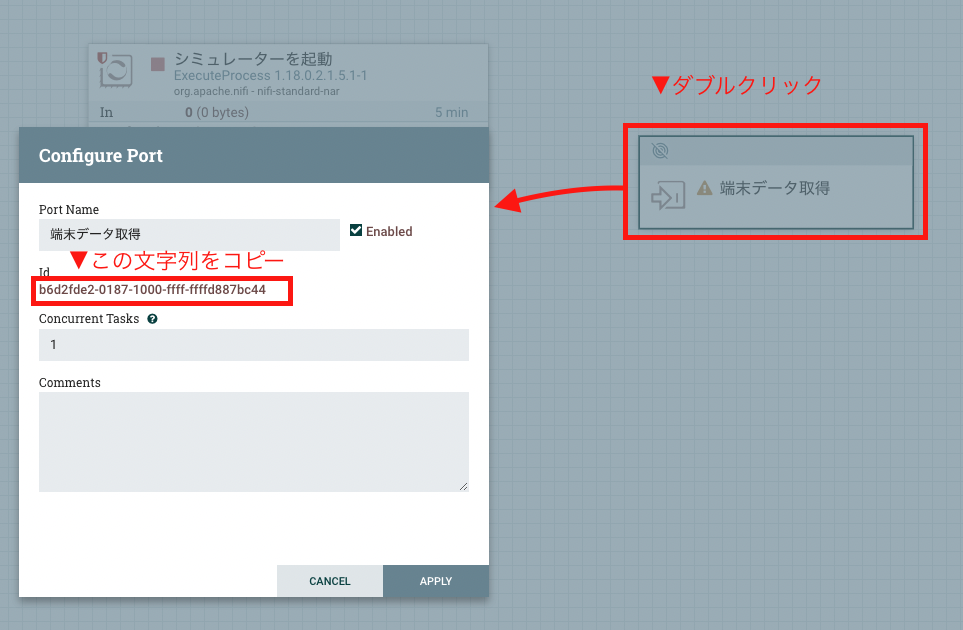 シミュレーターを起動
ExecuteProcess 1.18.0.2.1.5.1-1
org.apache.nifi - nifi-standard-nar
In 0 (0 bytes) 5 min
▼ダブルクリック
端末データ取得
Configure Port
Port Name
端末データ取得
Enabled
▼この文字列をコピー
Id
b6d2fde2-0187-1000-ffff-ffffd887bc44
Concurrent Tasks
1
Comments
CANCEL
APPLY